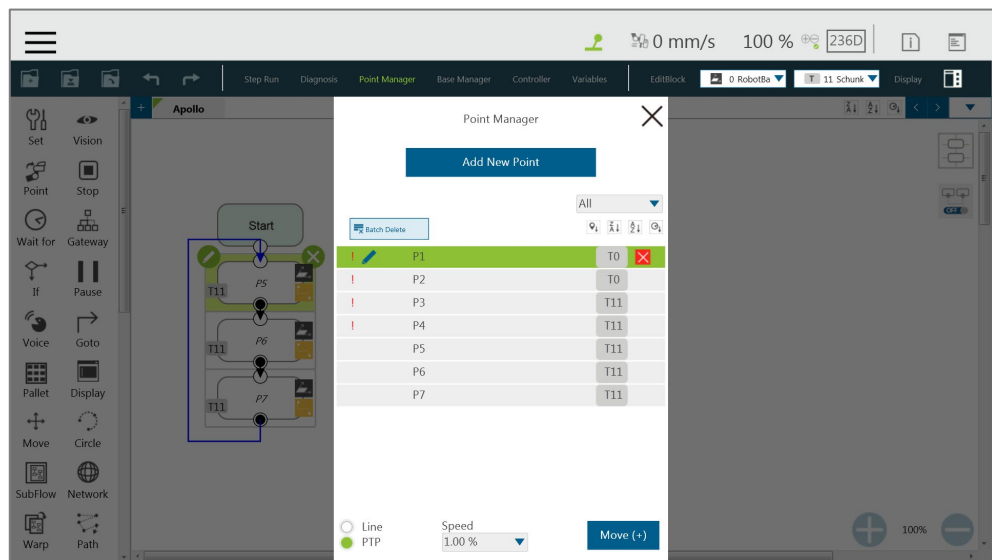 0 mm/s 100 % 236D
Step Run Diagnosis Point Manager Base Manager Controller Variables EditBlock 0 RobotBa T 11 Schunk Display
+ Apollo
Set Vision
Point Stop
Wait for Gateway
If Pause
Voice Goto
Pallet Display
Move Circle
SubFlow Network
Warp Path
Start
T11 P5
T11 P6
T11 P7
Point Manager
Add New Point
All
Batch Delete
! P1 T0
! P2 T0
! P3 T11
! P4 T11
P5 T11
P6 T11
P7 T11
Line
PTP
Speed
1.00 %
Move (+)
OFF
100%